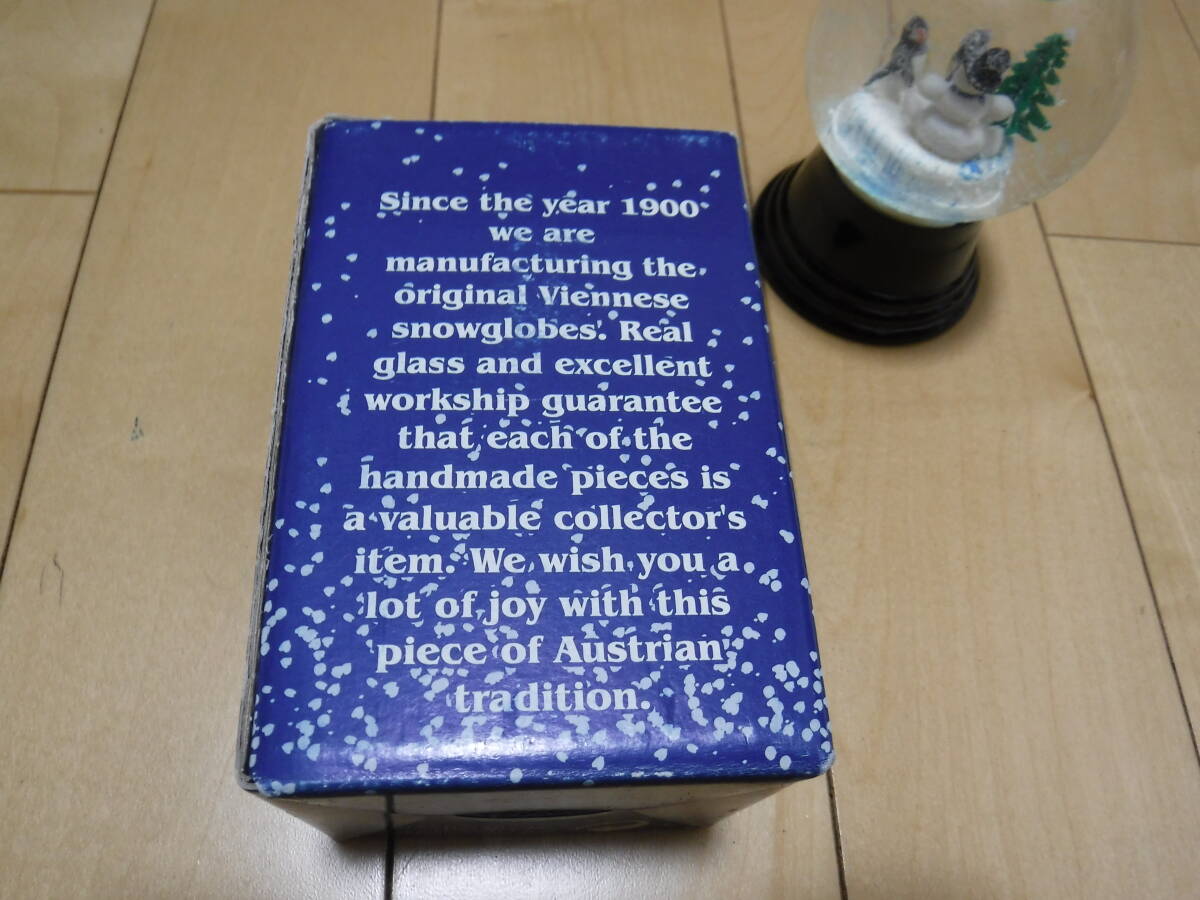 Since the year 1900
we are
manufacturing the
original Viennese
snowglobes. Real
glass and excellent
workship guarantee
that each of the
handmade pieces is
a valuable collector's
item. We wish you a
lot of joy with this
piece of Austrian
tradition.